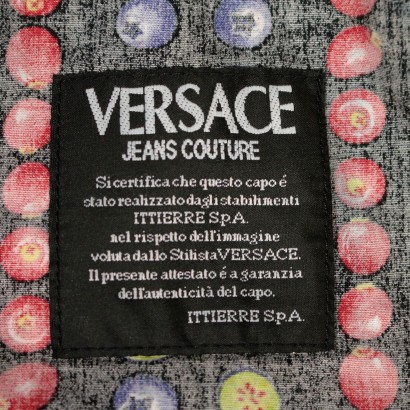 VERSACE
JEANS COUTURE
Si certifica che questo capo é
stato realizzato dagli stabilimenti
ITTIERRE S.p.A.
nel rispetto dell'immagine
voluta dallo Stilista VERSACE.
Il presente attestato é a garanzia
dell'autenticità del capo.
ITTIERRE S.p.A.